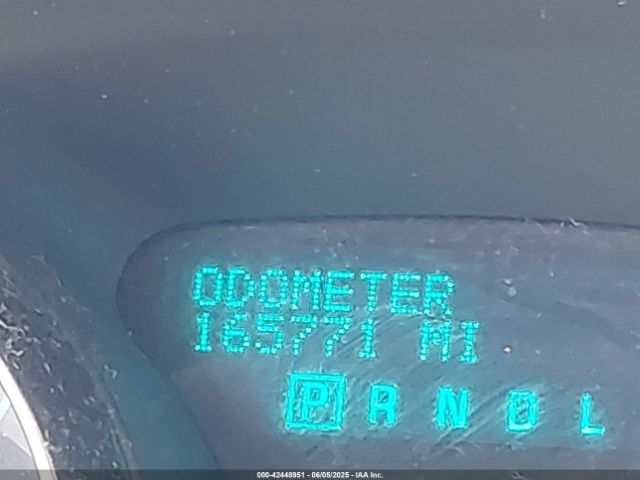 ODOMETER
165771 MI
P R N D L
000-42448951 - 06/05/2025 - IAA Inc.